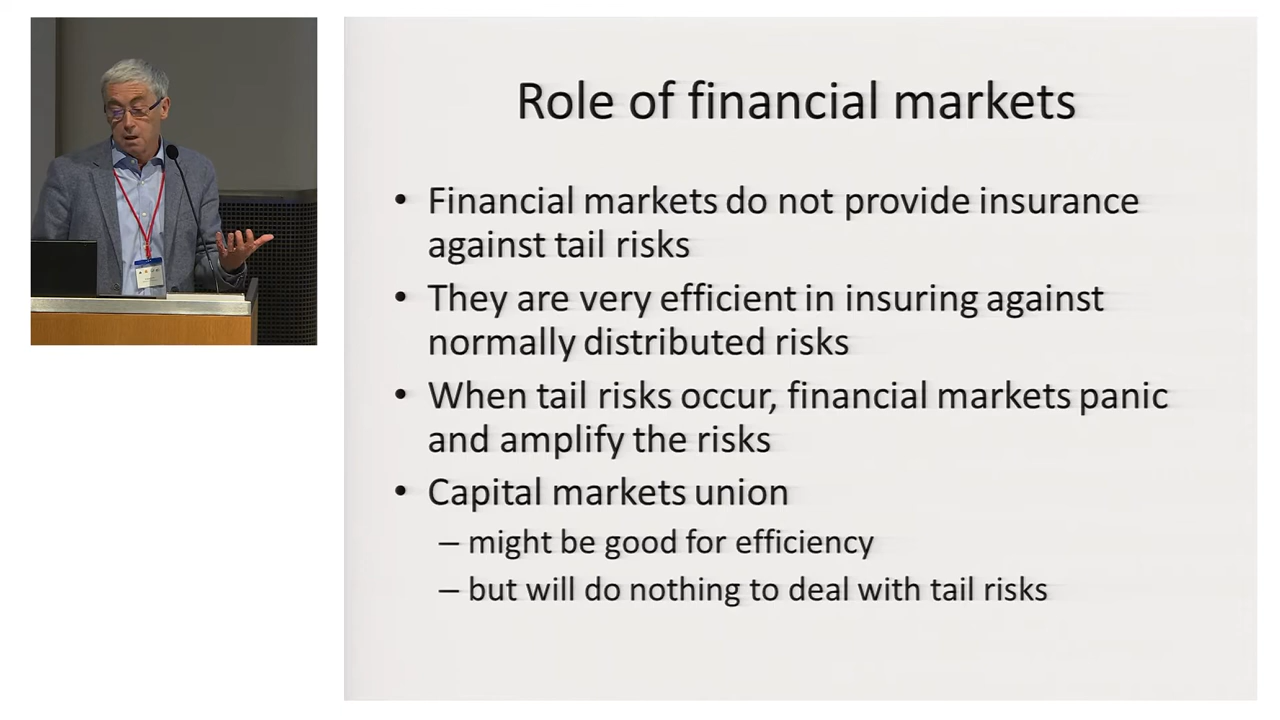 Role of financial markets
• Financial markets do not provide insurance
against tail risks
• They are very efficient in insuring against
normally distributed risks
• When tail risks occur, financial markets panic
and amplify the risks
• Capital markets union
– might be good for efficiency
– but will do nothing to deal with tail risks